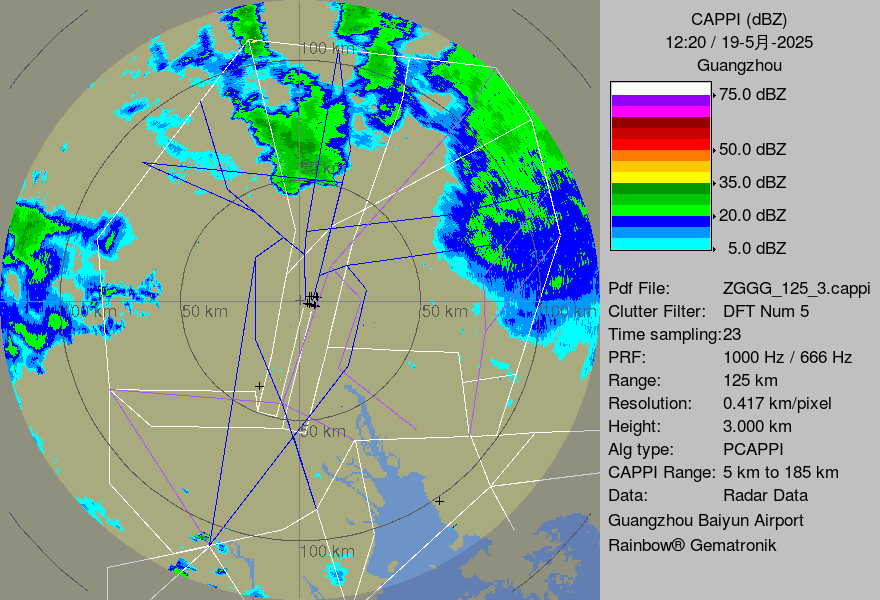 CAPPI (dBZ)
12:20 / 19-5月-2025
Guangzhou
75.0 dBZ
50.0 dBZ
35.0 dBZ
20.0 dBZ
5.0 dBZ
Pdf File: ZGGG_125_3.cappi
Clutter Filter: DFT Num 5
Time sampling:23
PRF: 1000 Hz / 666 Hz
Range: 125 km
Resolution: 0.417 km/pixel
Height: 3.000 km
Alg type: PCAPPI
CAPPI Range: 5 km to 185 km
Data: Radar Data
Guangzhou Baiyun Airport
Rainbow® Gematronik
100 km
50 km
100 km
50 km
50 km
100 km
50 km
100 km